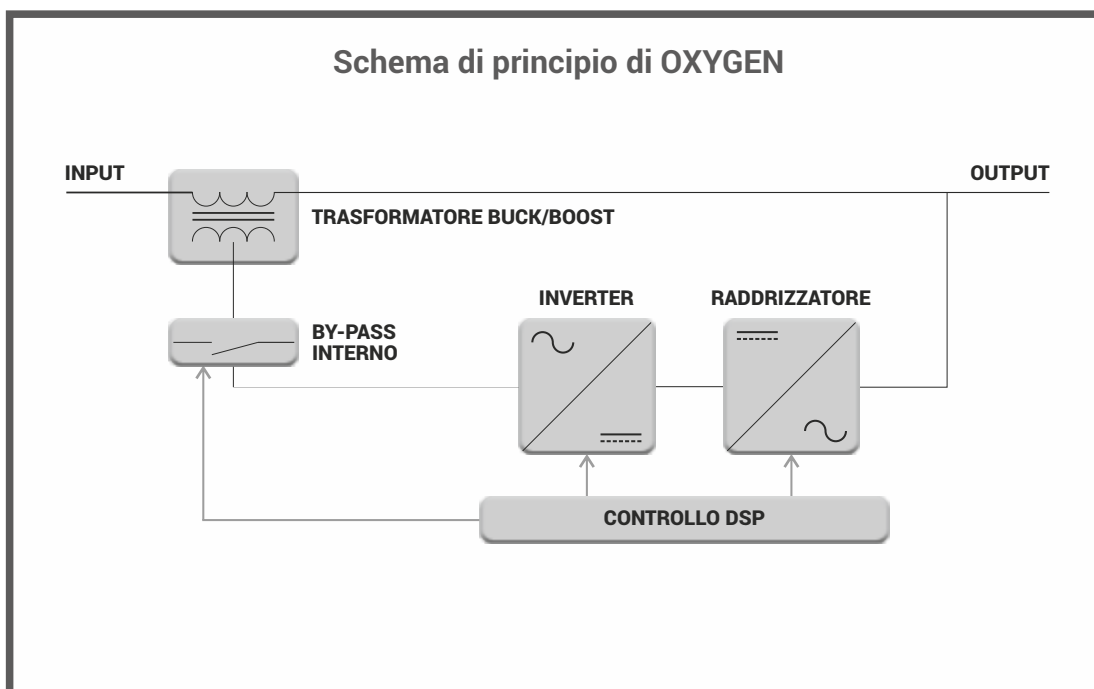 Schema di principio di OXYGEN
INPUT
OUTPUT
TRASFORMATORE BUCK/BOOST
INVERTER
RADDRIZZATORE
BY-PASS
INTERNO
CONTROLLO DSP